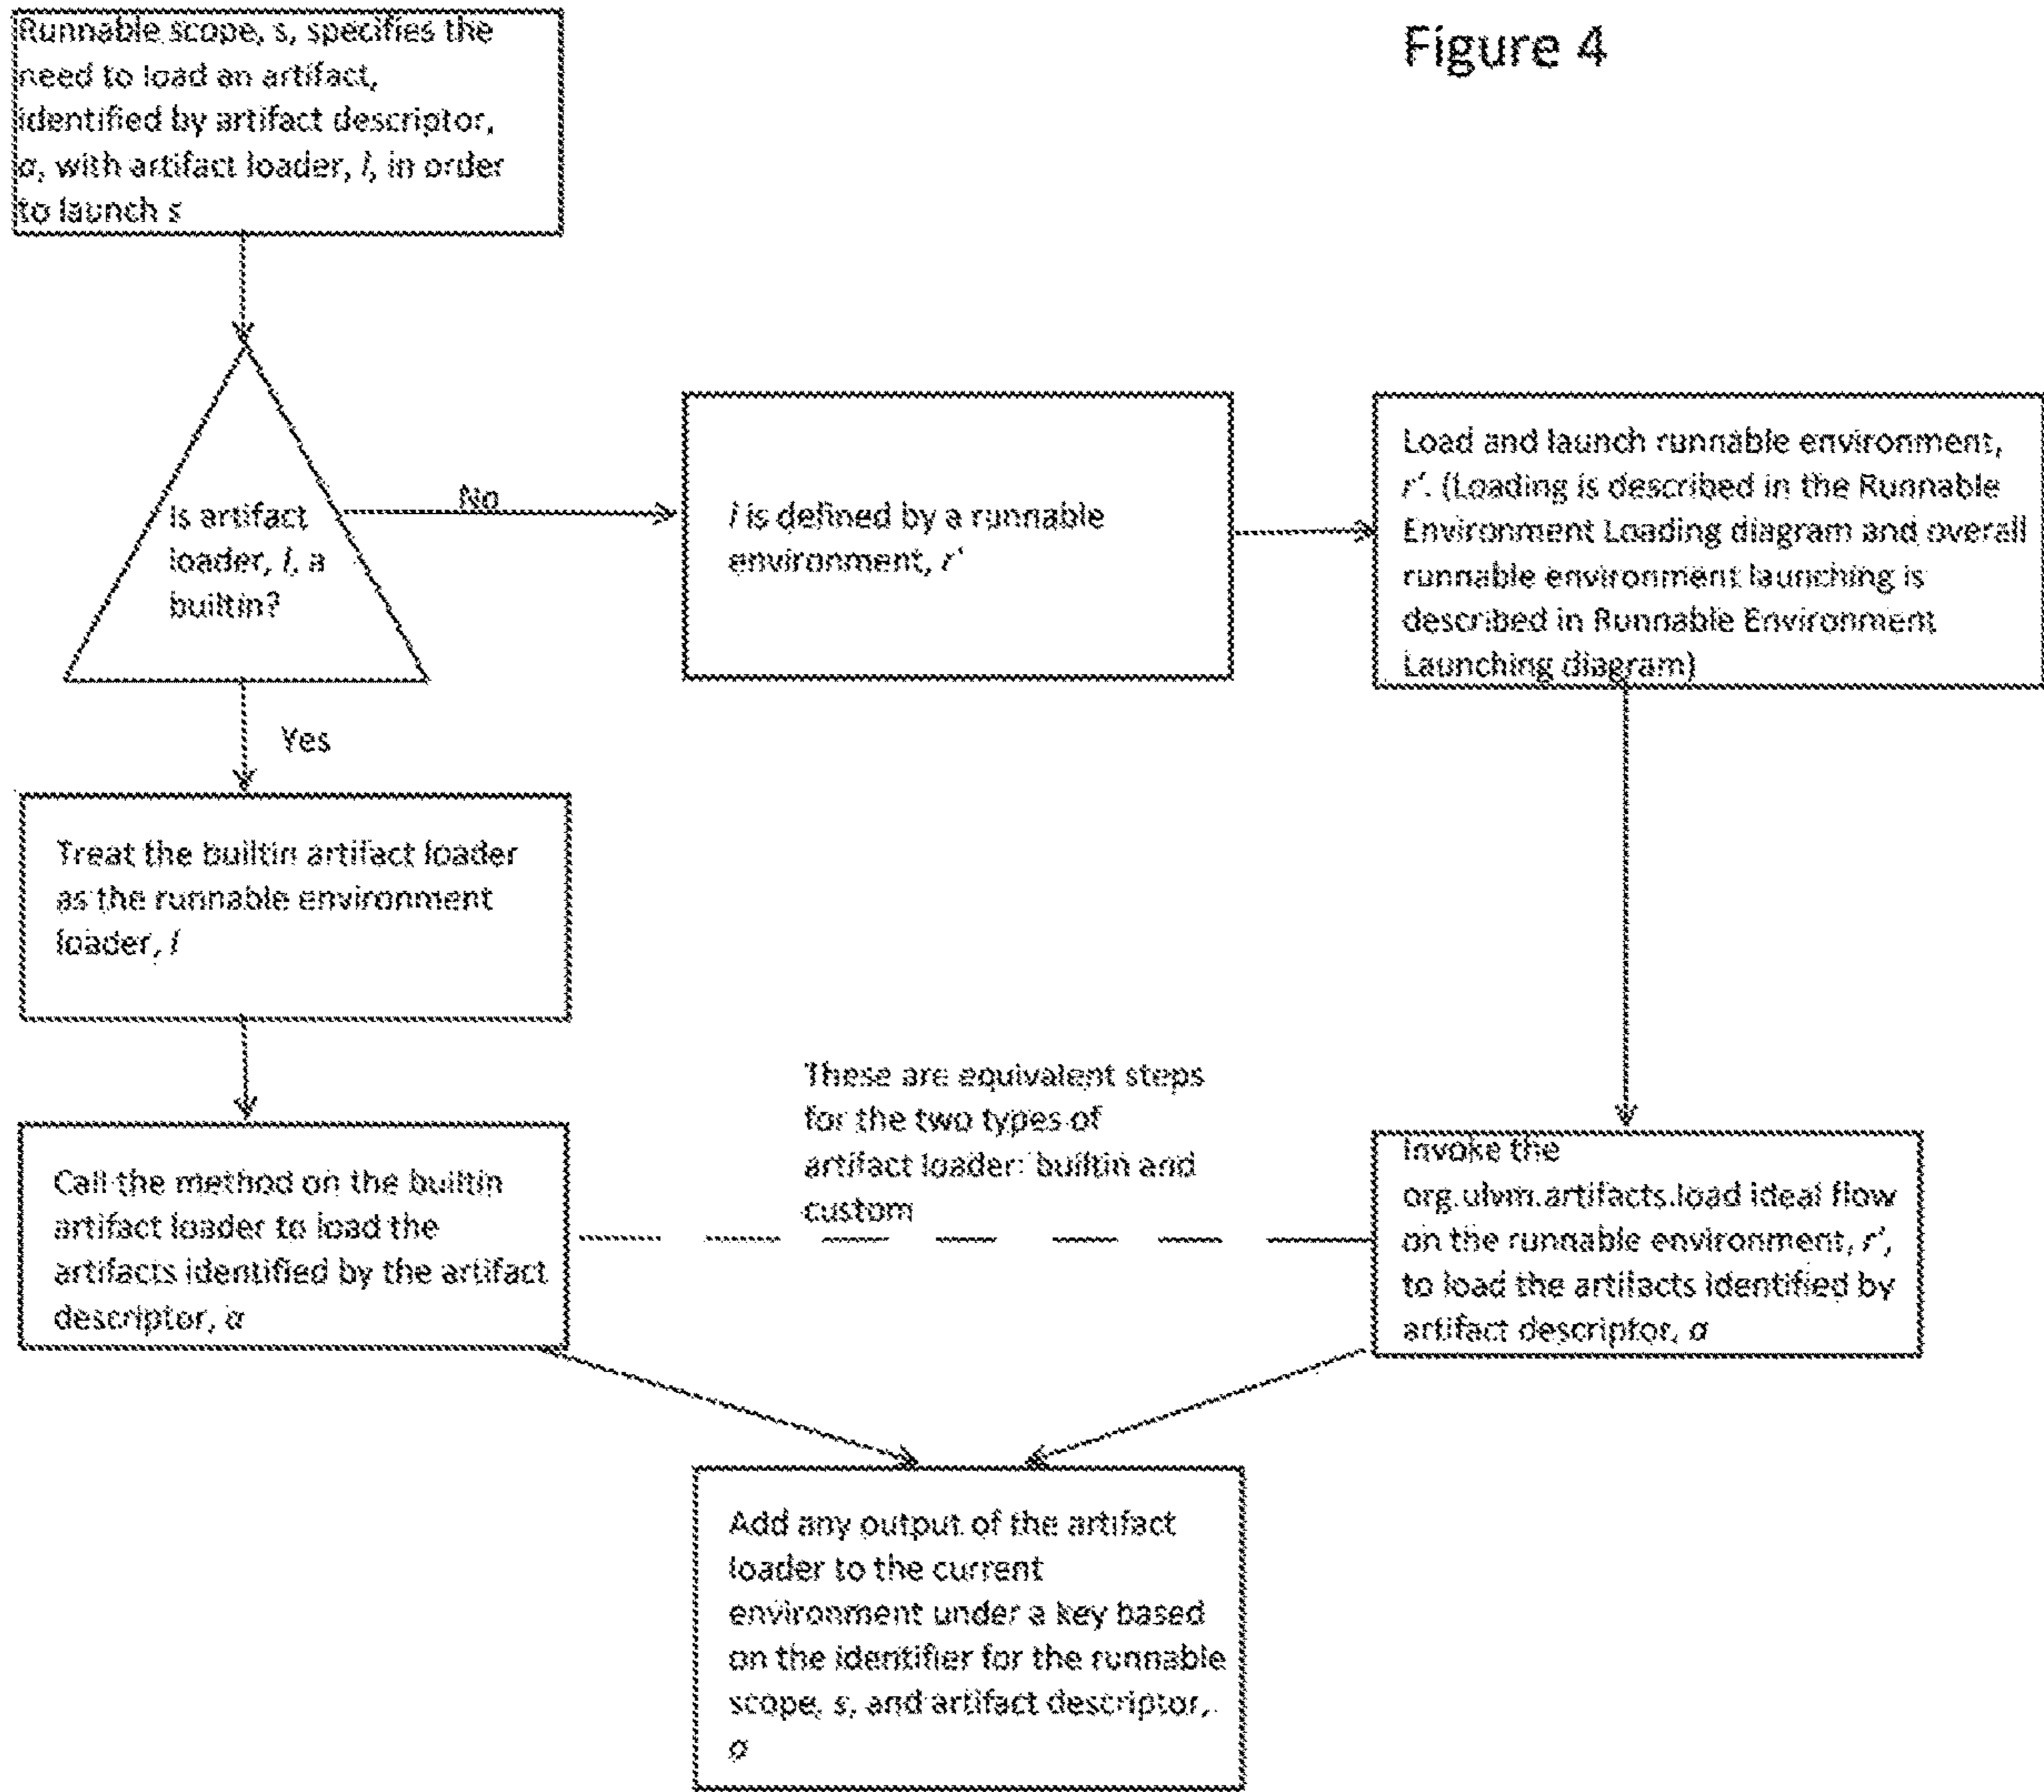 Figure 4
Runnable scope, s, specifies the
need to load an artifact,
identified by artifact descriptor,
a, with artifact loader, l, in order
to launch s
Is artifact
loader, l, a
builtin?
No
l is defined by a runnable
environment, r'
Load and launch runnable environment,
r'. (Loading is described in the Runnable
Environment Loading diagram and overall
runnable environment launching is
described in Runnable Environment
Launching diagram)
Yes
Treat the builtin artifact loader
as the runnable environment
loader, l
Call the method on the builtin
artifact loader to load the
artifacts identified by the artifact
descriptor, a
These are equivalent steps
for the two types of
artifact loader: builtin and
custom
Invoke the
org.ulvm.artifacts.load ideal flow
on the runnable environment, r',
to load the artifacts identified by
artifact descriptor, a
Add any output of the artifact
loader to the current
environment under a key based
on the identifier for the runnable
scope, s, and artifact descriptor,
a